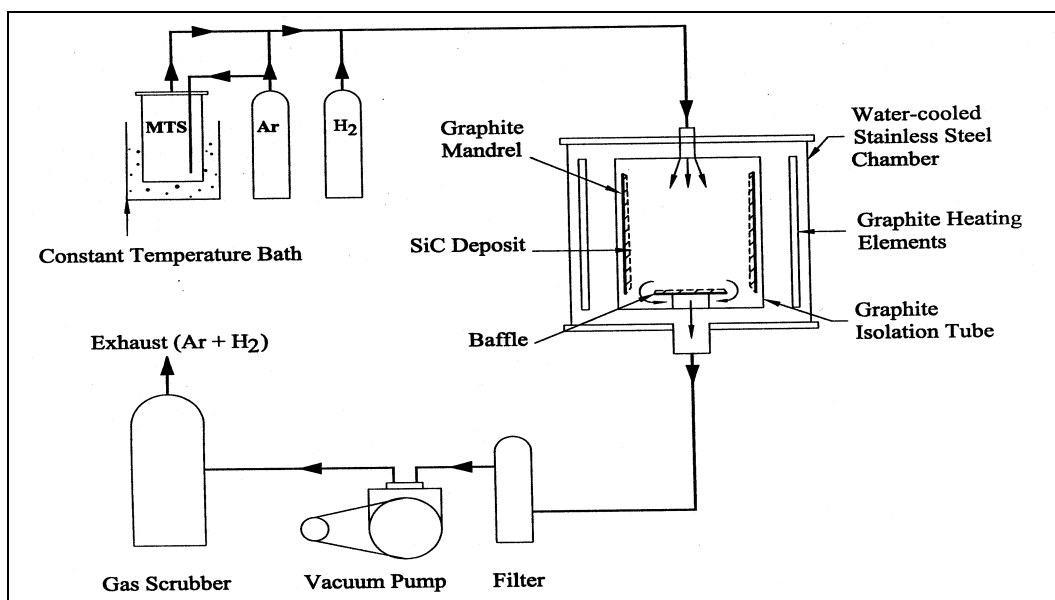 MTS
Ar
H2
Constant Temperature Bath
Graphite
Mandrel
SiC Deposit
Baffle
Water-cooled
Stainless Steel
Chamber
Graphite Heating
Elements
Graphite
Isolation Tube
Exhaust (Ar + H2)
Gas Scrubber
Vacuum Pump
Filter